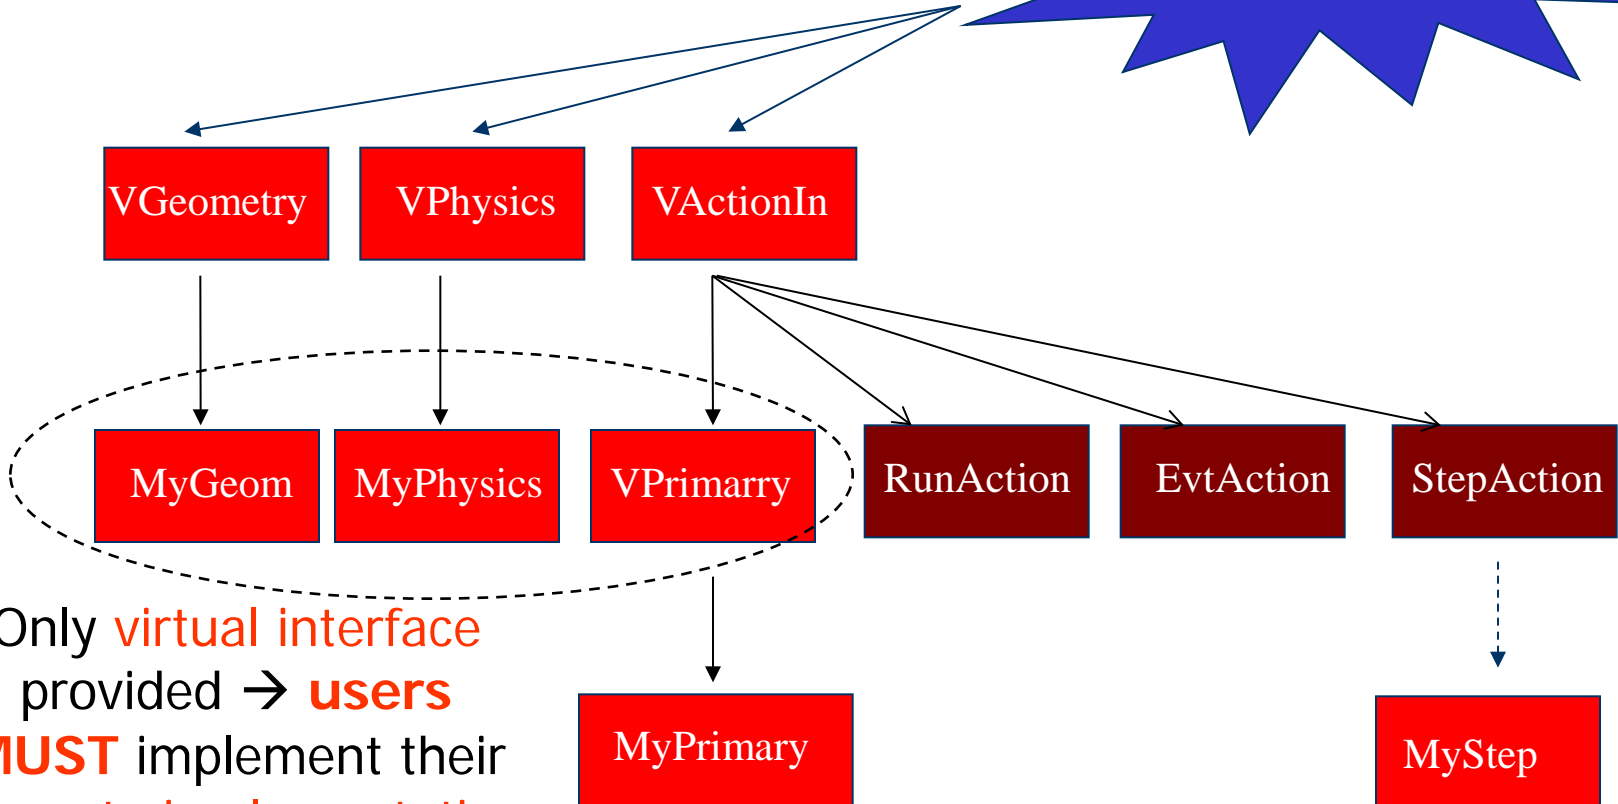 VGeometry VPhysics VActionIn
MyGeom MyPhysics VPrimarry RunAction EvtAction StepAction
Only virtual interface
provided → users
MUST implement their
MyPrimary MyStep